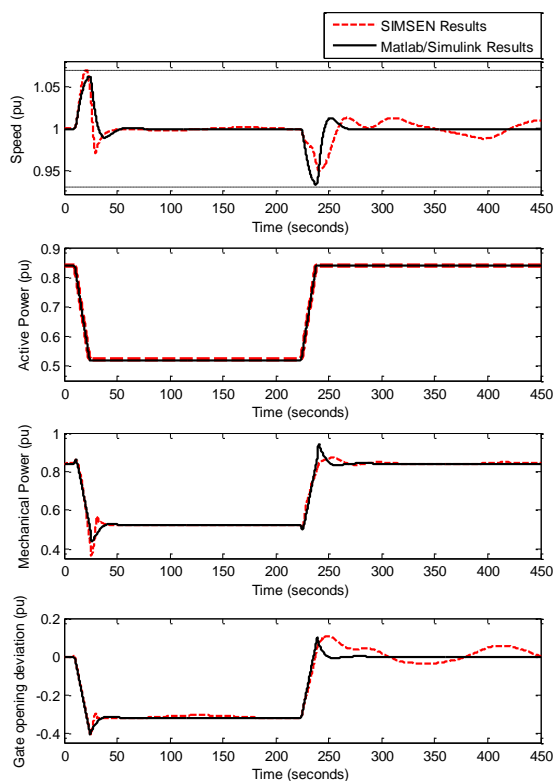 SIMSEN Results
Matlab/Simulink Results
Speed (pu)
1.05
1
0.95
0 50 100 150 200 250 300 350 400 450
Time (seconds)
Active Power (pu)
0.9
0.8
0.7
0.6
0.5
0 50 100 150 200 250 300 350 400 450
Time (seconds)
Mechanical Power (pu)
1
0.8
0.6
0.4
0 50 100 150 200 250 300 350 400 450
Time (seconds)
Gate opening deviation (pu)
0.2
0
-0.2
-0.4
0 50 100 150 200 250 300 350 400 450
Time (seconds)